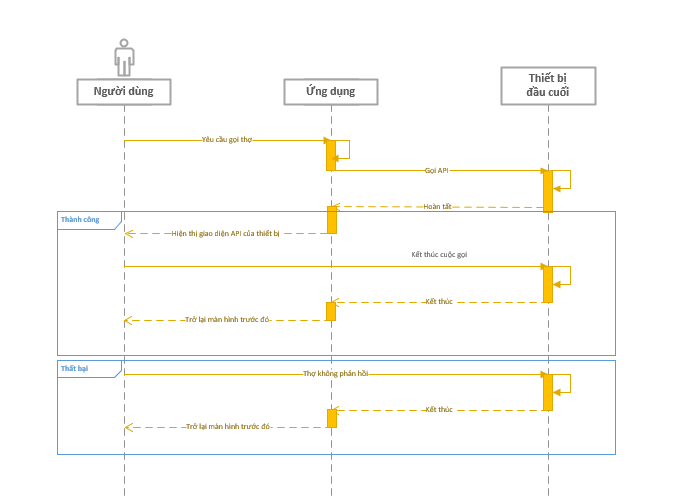 Người dùng
Ứng dụng
Thiết bị
đầu cuối
Yêu cầu gọi thợ
Gọi API
Hoàn tất
Thành công
Hiện thị giao diện API của thiết bị
Kết thúc cuộc gọi
Kết thúc
Trở lại màn hình trước đó
Thất bại
Thợ không phản hồi
Kết thúc
Trở lại màn hình trước đó